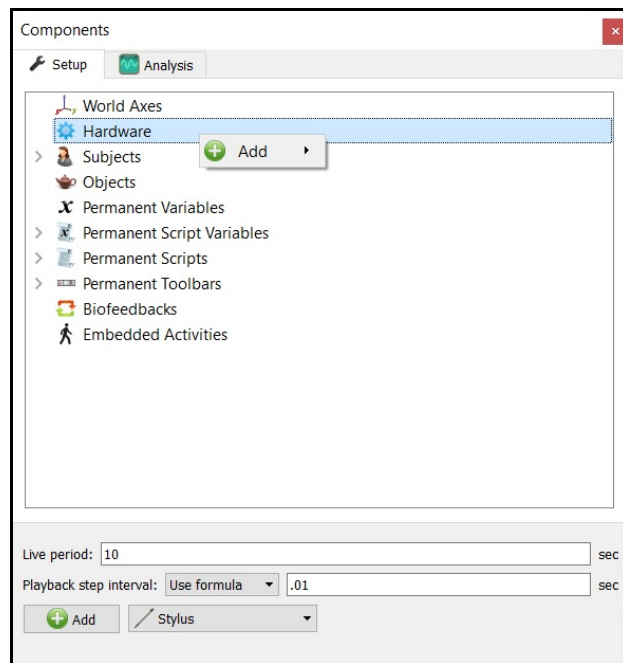 Components
Setup Analysis
World Axes
Hardware
Add
Subjects
Objects
Permanent Variables
Permanent Script Variables
Permanent Scripts
Permanent Toolbars
Biofeedbacks
Embedded Activities
Live period: 10 sec
Playback step interval: Use formula .01 sec
Add Stylus